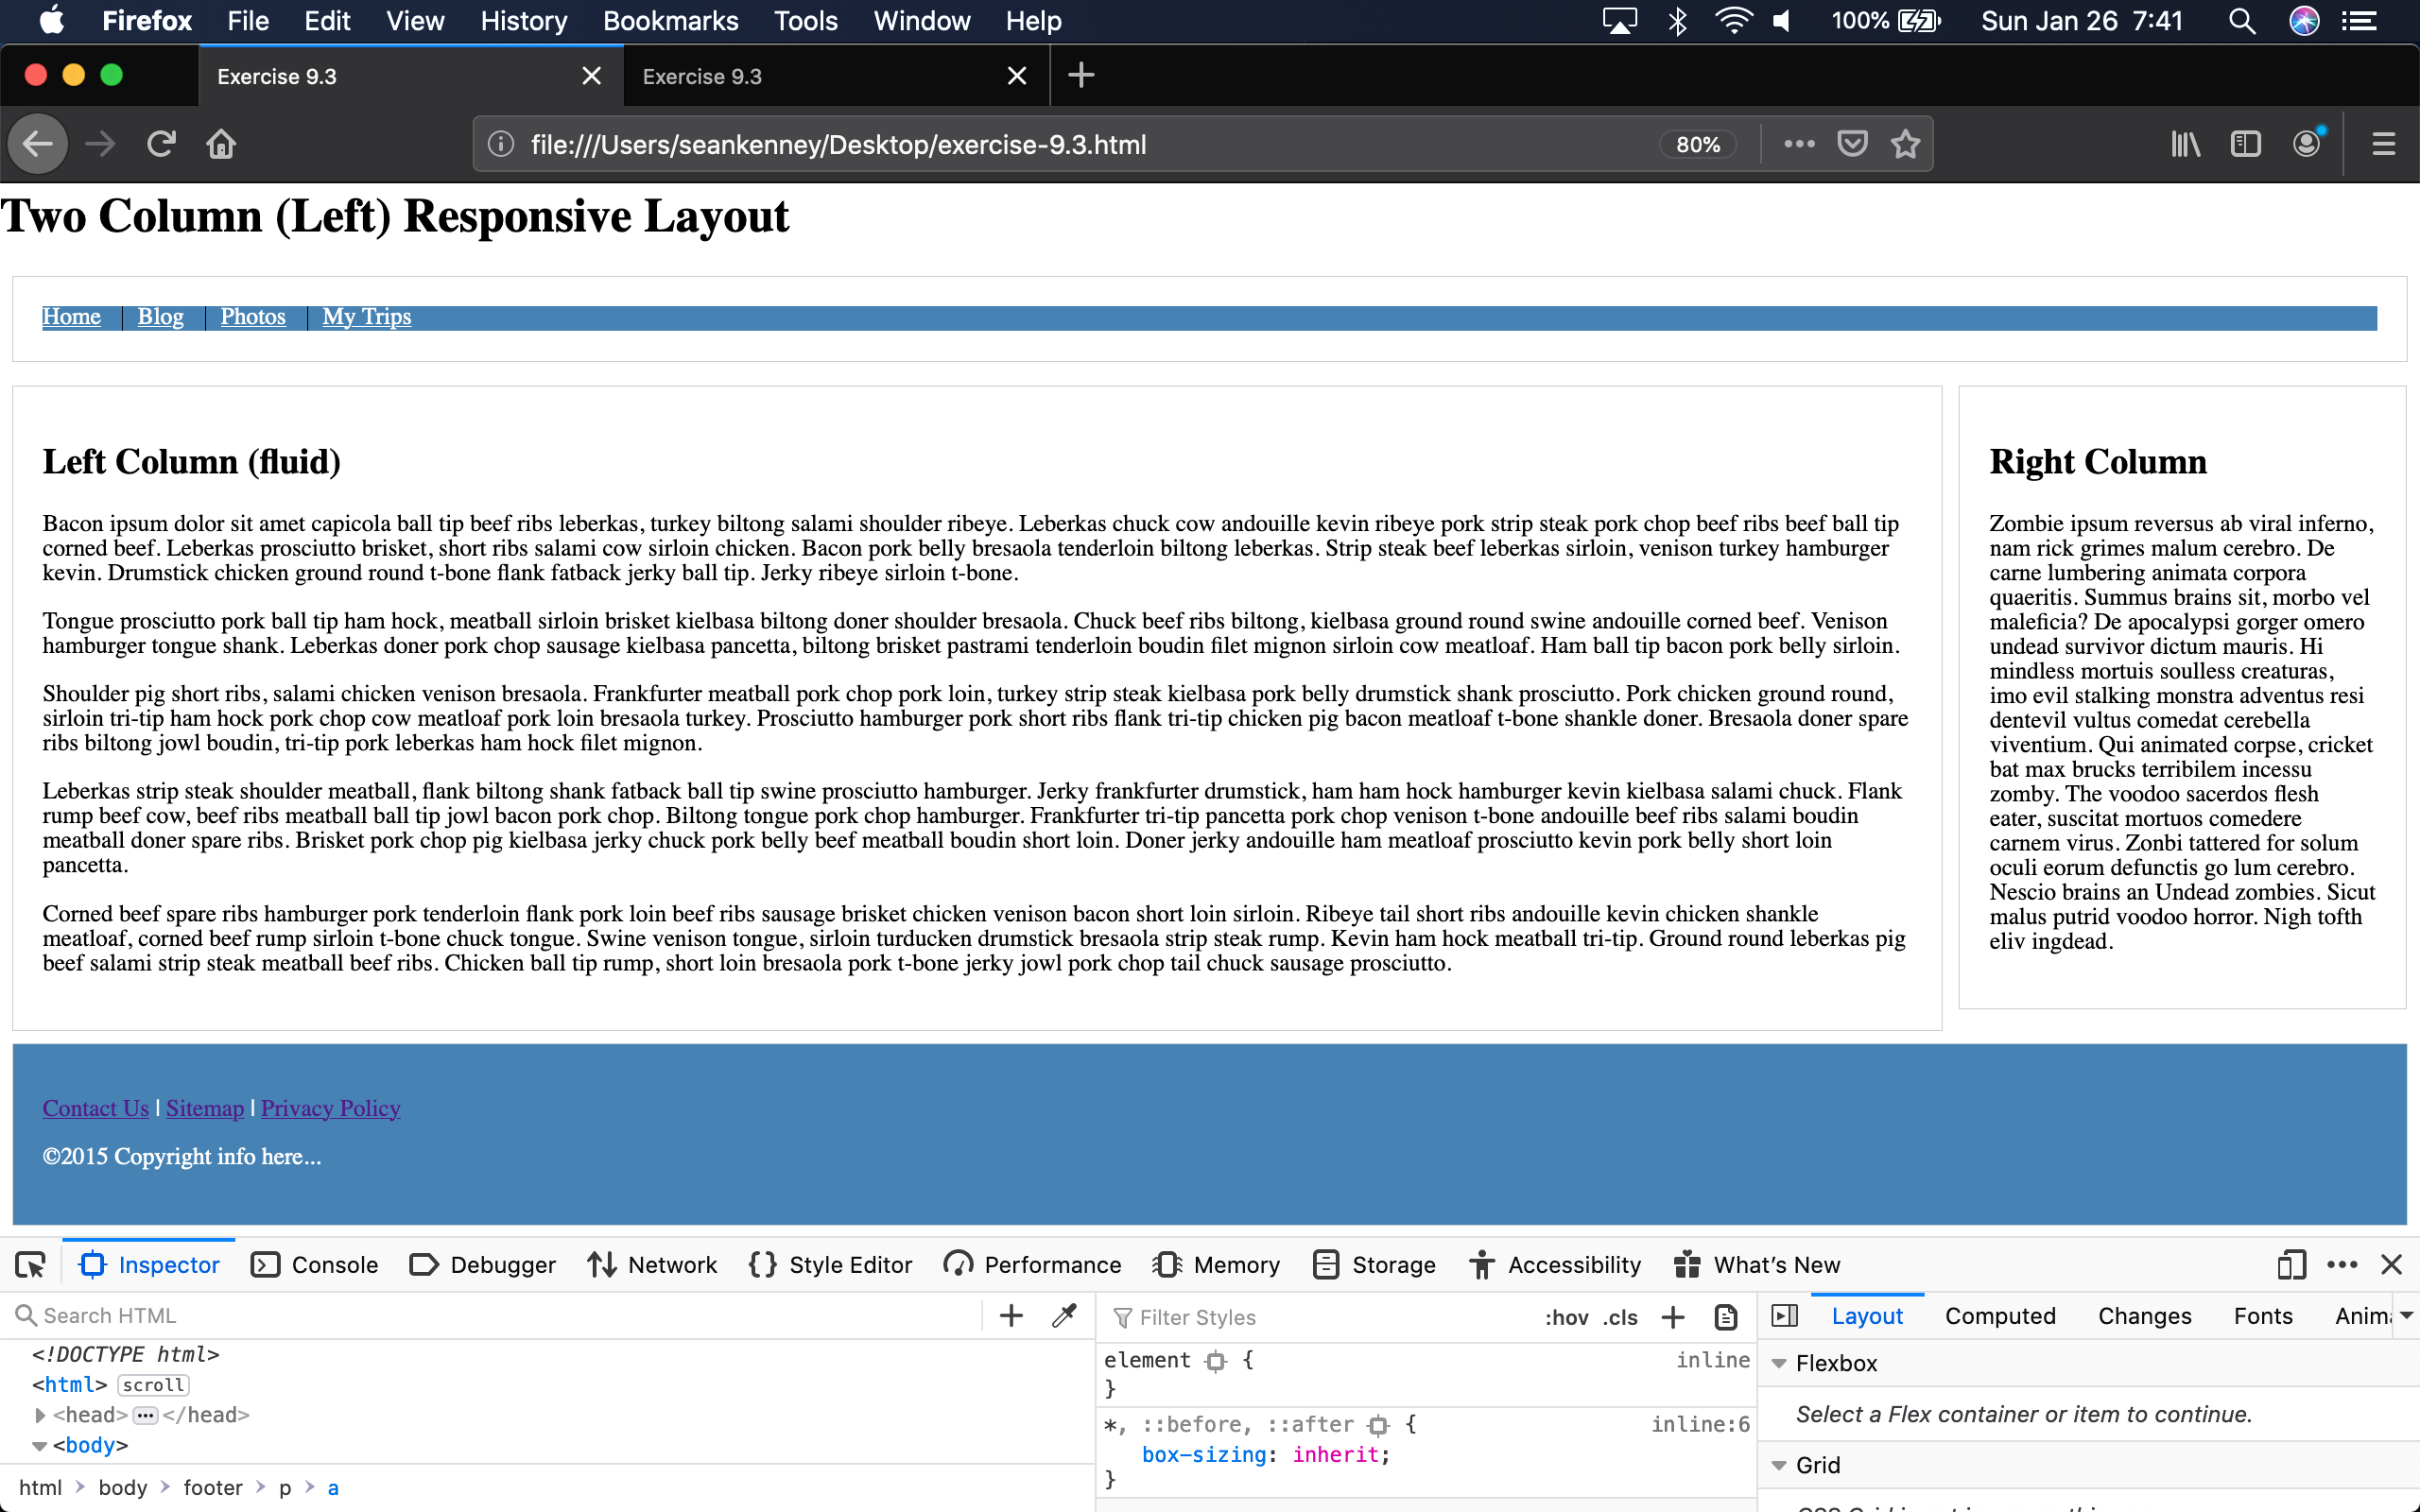 Firefox File Edit View History Bookmarks Tools Window Help 100% Sun Jan 26 7:41
Exercise 9.3 Exercise 9.3
file:///Users/seankenney/Desktop/exercise-9.3.html 80%
Two Column (Left) Responsive Layout
Home Blog Photos My Trips
Left Column (fluid)
Bacon ipsum dolor sit amet capicola ball tip beef ribs leberkas, turkey biltong salami shoulder ribeye. Leberkas chuck cow andouille kevin ribeye pork strip steak pork chop beef ribs beef ball tip
corned beef. Leberkas prosciutto brisket, short ribs salami cow sirloin chicken. Bacon pork belly bresaola tenderloin biltong leberkas. Strip steak beef leberkas sirloin, venison turkey hamburger
kevin. Drumstick chicken ground round t-bone flank fatback jerky ball tip. Jerky ribeye sirloin t-bone.
Tongue prosciutto pork ball tip ham hock, meatball sirloin brisket kielbasa biltong doner shoulder bresaola. Chuck beef ribs biltong, kielbasa ground round swine andouille corned beef. Venison
hamburger tongue shank. Leberkas doner pork chop sausage kielbasa pancetta, biltong brisket pastrami tenderloin boudin filet mignon sirloin cow meatloaf. Ham ball tip bacon pork belly sirloin.
Shoulder pig short ribs, salami chicken venison bresaola. Frankfurter meatball pork chop pork loin, turkey strip steak kielbasa pork belly drumstick shank prosciutto. Pork chicken ground round,
sirloin tri-tip ham hock pork chop cow meatloaf pork loin bresaola turkey. Prosciutto hamburger pork short ribs flank tri-tip chicken pig bacon meatloaf t-bone shankle doner. Bresaola doner spare
ribs biltong jowl boudin, tri-tip pork leberkas ham hock filet mignon.
Leberkas strip steak shoulder meatball, flank biltong shank fatback ball tip swine prosciutto hamburger. Jerky frankfurter drumstick, ham ham hock hamburger kevin kielbasa salami chuck. Flank
rump beef cow, beef ribs meatball ball tip jowl bacon pork chop. Biltong tongue pork chop hamburger. Frankfurter tri-tip pancetta pork chop venison t-bone andouille beef ribs salami boudin
meatball doner spare ribs. Brisket pork chop pig kielbasa jerky chuck pork belly beef meatball boudin short loin. Doner jerky andouille ham meatloaf prosciutto kevin pork belly short loin
pancetta.
Corned beef spare ribs hamburger pork tenderloin flank pork loin beef ribs sausage brisket chicken venison bacon short loin sirloin. Ribeye tail short ribs andouille kevin chicken shankle
meatloaf, corned beef rump sirloin t-bone chuck tongue. Swine venison tongue, sirloin turducken drumstick bresaola strip steak rump. Kevin ham hock meatball tri-tip. Ground round leberkas pig
beef salami strip steak meatball beef ribs. Chicken ball tip rump, short loin bresaola pork t-bone jerky jowl pork chop tail chuck sausage prosciutto.
Right Column
Zombie ipsum reversus ab viral inferno,
nam rick grimes malum cerebro. De
carne lumbering animata corpora
quaeritis. Summus brains sit, morbo vel
maleficia? De apocalypsi gorger omero
undead survivor dictum mauris. Hi
mindless mortuis soulless creaturas,
imo evil stalking monstra adventus resi
dentevil vultus comedat cerebella
viventium. Qui animated corpse, cricket
bat max brucks terribilem incessu
zomby. The voodoo sacerdos flesh
eater, suscitat mortuos comedere
carnem virus. Zonbi tattered for solum
oculi eorum defunctis go lum cerebro.
Nescio brains an Undead zombies. Sicut
malus putrid voodoo horror. Nigh tofth
eliv ingdead.
Contact Us | Sitemap | Privacy Policy
©2015 Copyright info here...
Inspector Console Debugger Network Style Editor Performance Memory Storage Accessibility What's New
Search HTML
<!DOCTYPE html>
<html> scroll
<head> ••• </head>
<body>
html > body > footer > p > a
Filter Styles :hov .cls
element { inline
}
*, ::before, ::after { inline:6
box-sizing: inherit;
}
Layout Computed Changes Fonts
Flexbox
Select a Flex container or item to continue.
Grid